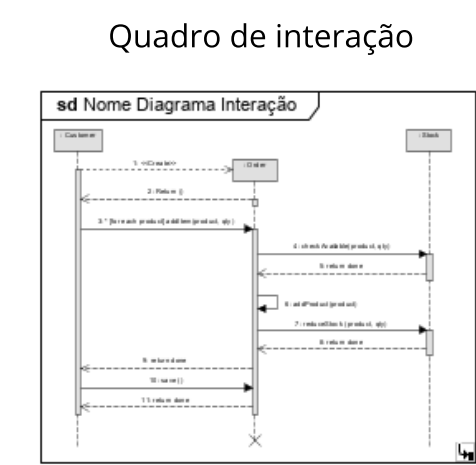 Quadro de interação
sd Nome Diagrama Interação
: Customer
: Stock
: Order
1: <<Create>>
2: Return ()
3: * [for each product] addItem(product, qty)
4: checkAvailable(product, qty)
5: return done
6: addProduct(product)
7: reduceStock (product, qty)
8: return done
9: return done
10: save()
11: return done